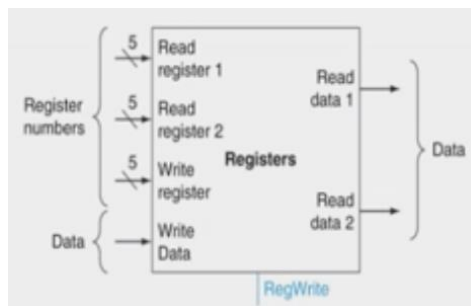 Register
numbers
Data
5
Read
register 1
5
Read
register 2
5
Write
register
Write
Data
Registers
Read
data 1
Read
data 2
Data
RegWrite